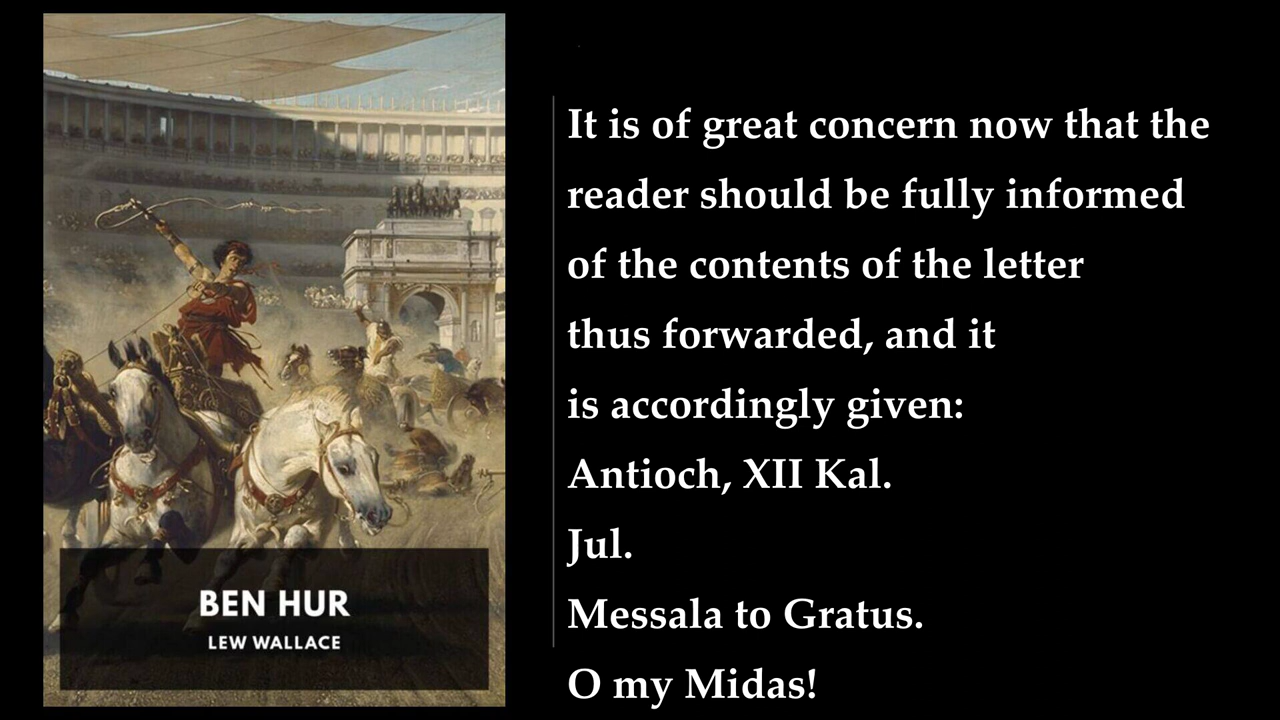 BEN HUR
LEW WALLACE
It is of great concern now that the
reader should be fully informed
of the contents of the letter
thus forwarded, and it
is accordingly given:
Antioch, XII Kal.
Jul.
Messala to Gratus.
O my Midas!